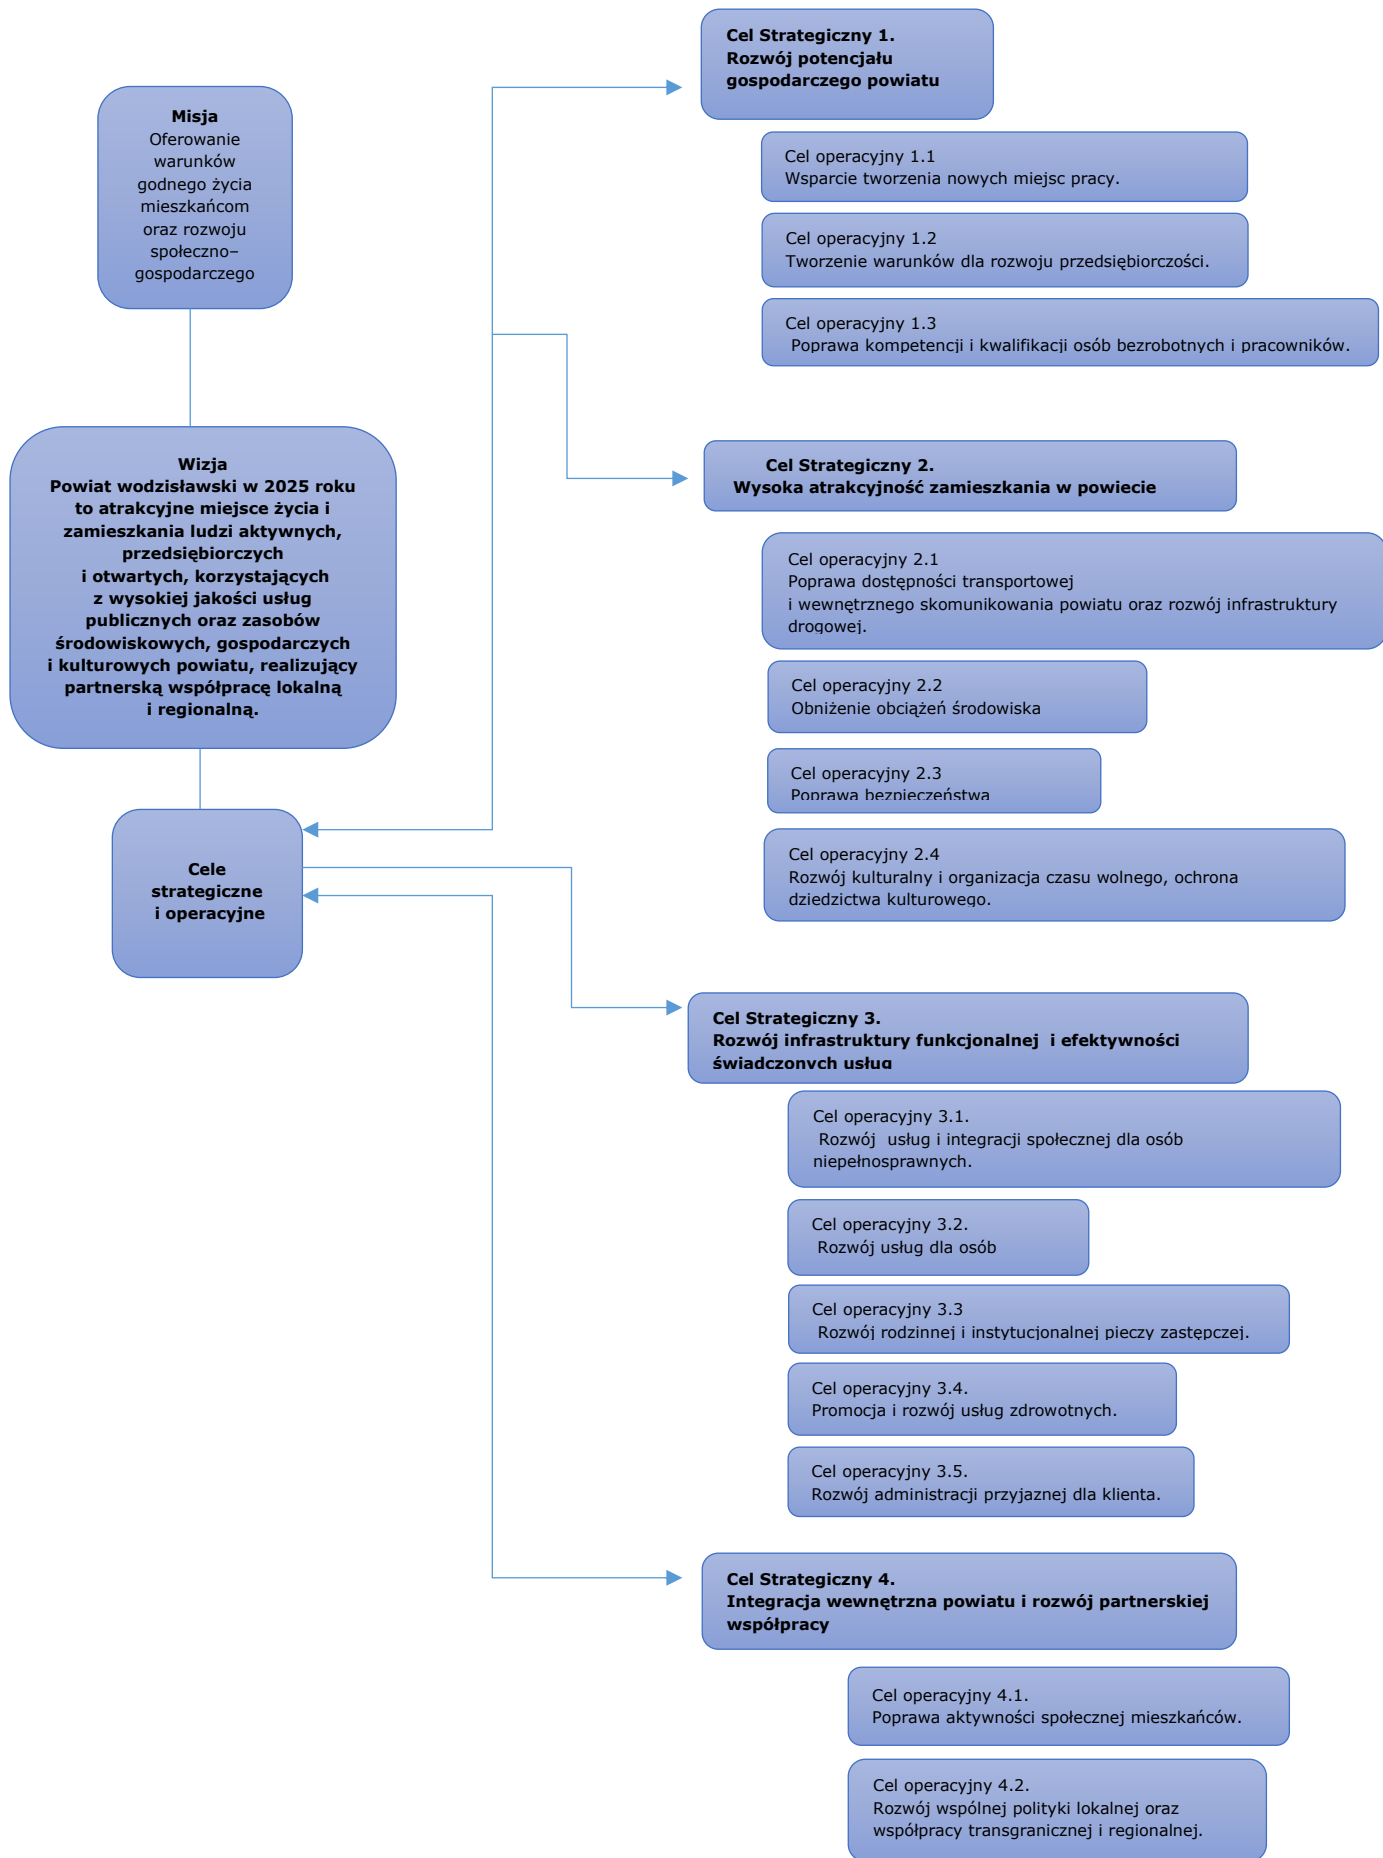 Misja
Oferowanie
warunków
godnego życia
mieszkańcom
oraz rozwoju
społeczno–
gospodarczego
Wizja
Powiat wodzisławski w 2025 roku
to atrakcyjne miejsce życia i
zamieszkania ludzi aktywnych,
przedsiębiorczych
i otwartych, korzystających
z wysokiej jakości usług
publicznych oraz zasobów
środowiskowych, gospodarczych
i kulturowych powiatu, realizujący
partnerską współpracę lokalną
i regionalną.
Cele
strategiczne
i operacyjne
Cel Strategiczny 1.
Rozwój potencjału
gospodarczego powiatu
Cel operacyjny 1.1
Wsparcie tworzenia nowych miejsc pracy.
Cel operacyjny 1.2
Tworzenie warunków dla rozwoju przedsiębiorczości.
Cel operacyjny 1.3
Poprawa kompetencji i kwalifikacji osób bezrobotnych i pracowników.
Cel Strategiczny 2.
Wysoka atrakcyjność zamieszkania w powiecie
Cel operacyjny 2.1
Poprawa dostępności transportowej
i wewnętrznego skomunikowania powiatu oraz rozwój infrastruktury
drogowej.
Cel operacyjny 2.2
Obniżenie obciążeń środowiska
Cel operacyjny 2.3
Poprawa bezpieczeństwa
Cel operacyjny 2.4
Rozwój kulturalny i organizacja czasu wolnego, ochrona
dziedzictwa kulturowego.
Cel Strategiczny 3.
Rozwój infrastruktury funkcjonalnej i efektywności
świadczonych usług
Cel operacyjny 3.1.
Rozwój usług i integracji społecznej dla osób
niepełnosprawnych.
Cel operacyjny 3.2.
Rozwój usług dla osób
Cel operacyjny 3.3
Rozwój rodzinnej i instytucjonalnej pieczy zastępczej.
Cel operacyjny 3.4.
Promocja i rozwój usług zdrowotnych.
Cel operacyjny 3.5.
Rozwój administracji przyjaznej dla klienta.
Cel Strategiczny 4.
Integracja wewnętrzna powiatu i rozwój partnerskiej
współpracy
Cel operacyjny 4.1.
Poprawa aktywności społecznej mieszkańców.
Cel operacyjny 4.2.
Rozwój wspólnej polityki lokalnej oraz
współpracy transgranicznej i regionalnej.